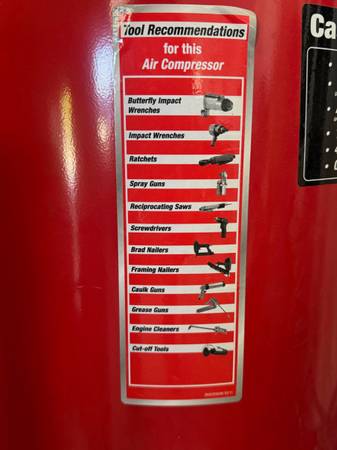 Tool Recommendations
for this
Air Compressor
Butterfly Impact
Wrenches
Impact Wrenches
Ratchets
Spray Guns
Reciprocating Saws
Screwdrivers
Brad Nailers
Framing Nailers
Caulk Guns
Grease Guns
Engine Cleaners
Cut-off Tools
Ca